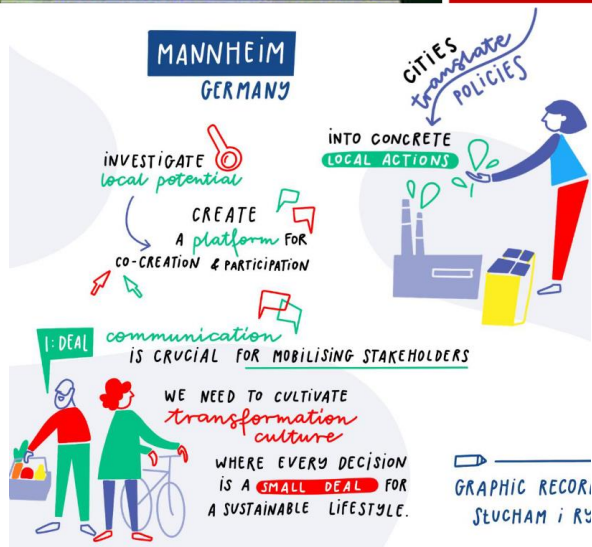 MANNHEIM
GERMANY
INVESTIGATE
local potential
CREATE
A platform FOR
CO-CREATION & PARTICIPATION
CITIES
translate
POLICIES
INTO CONCRETE
LOCAL ACTIONS
I:DEAL
communication
IS CRUCIAL FOR MOBILISING STAKEHOLDERS
WE NEED TO CULTIVATE
transformation
culture
WHERE EVERY DECISION
IS A SMALL DEAL FOR
A SUSTAINABLE LIFESTYLE.
GRAPHIC RECOR
SŁUCHAM i RY